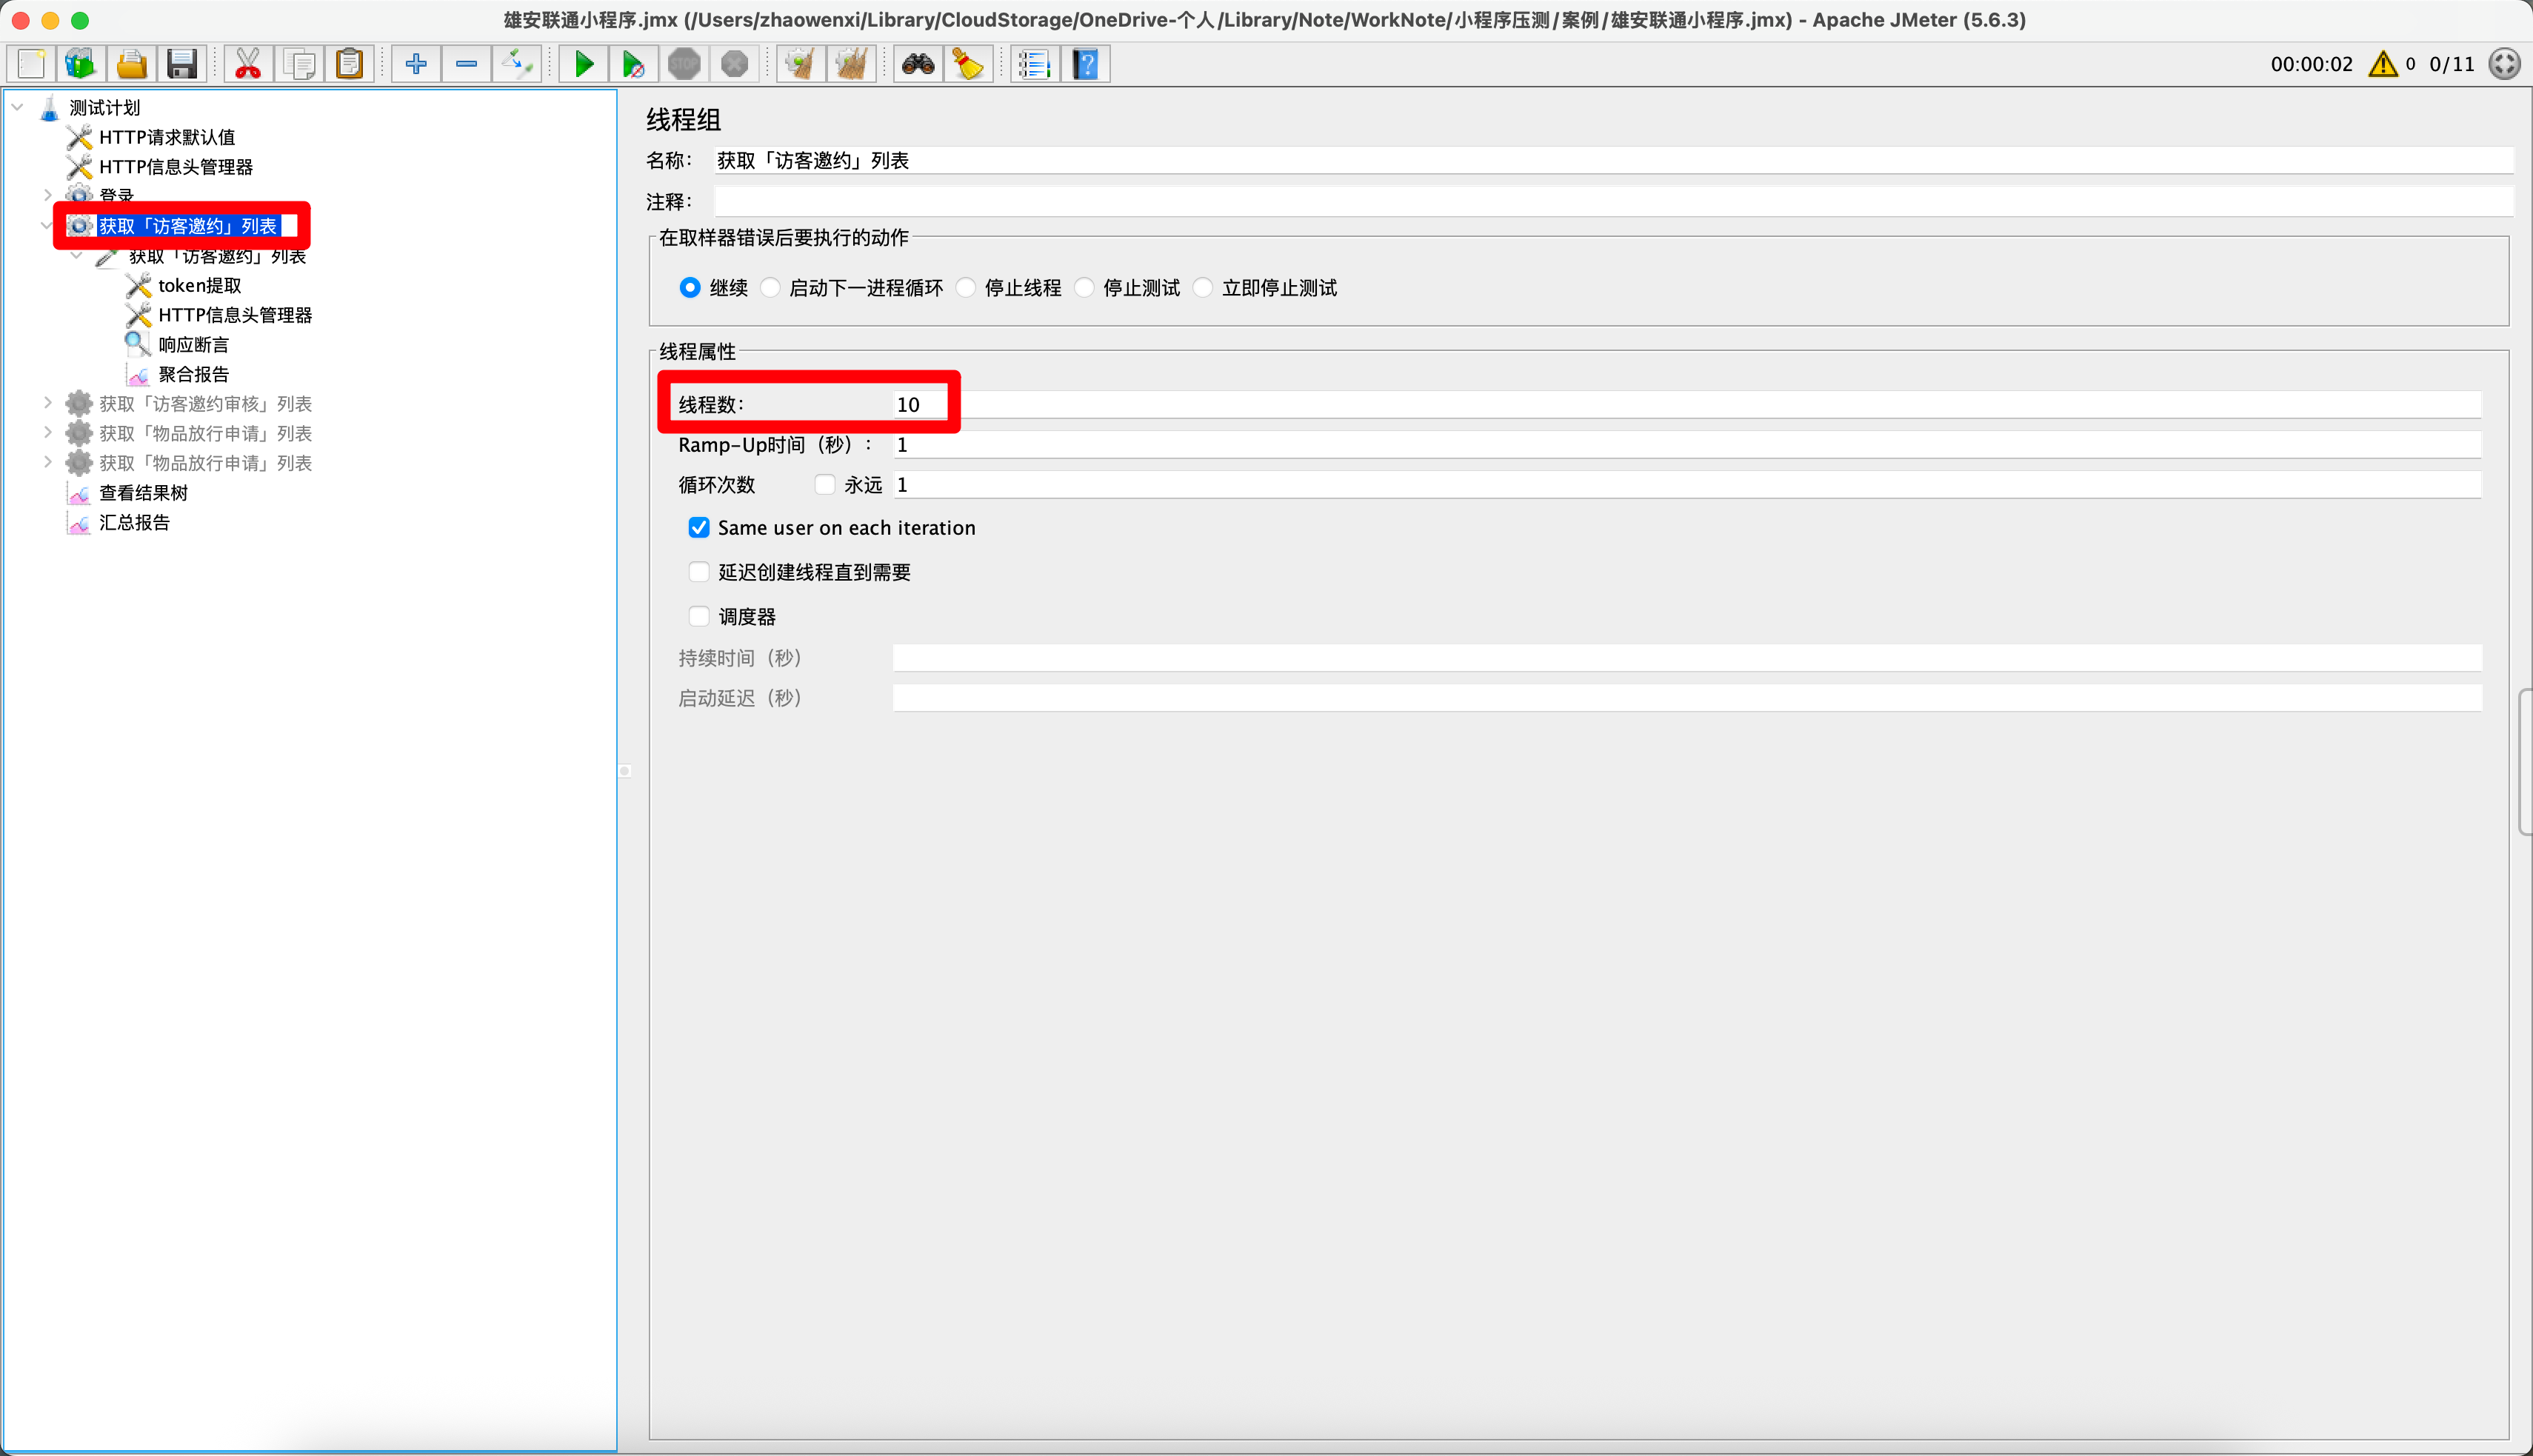 雄安联通小程序.jmx (/Users/zhaowenxi/Library/CloudStorage/OneDrive-个人/Library/Note/WorkNote/小程序压测/案例/雄安联通小程序.jmx) - Apache JMeter (5.6.3)
STOP
00:00:02 0 0/11
测试计划
HTTP请求默认值
HTTP信息头管理器
登录
获取「访客邀约」列表
获取「访客邀约」列表
token提取
HTTP信息头管理器
响应断言
聚合报告
获取「访客邀约审核」列表
获取「物品放行申请」列表
获取「物品放行申请」列表
查看结果树
汇总报告
线程组
名称： 获取「访客邀约」列表
注释：
在取样器错误后要执行的动作
继续 启动下一进程循环 停止线程 停止测试 立即停止测试
线程属性
线程数： 10
Ramp-Up时间（秒）： 1
循环次数 永远 1
Same user on each iteration
延迟创建线程直到需要
调度器
持续时间（秒）
启动延迟（秒）